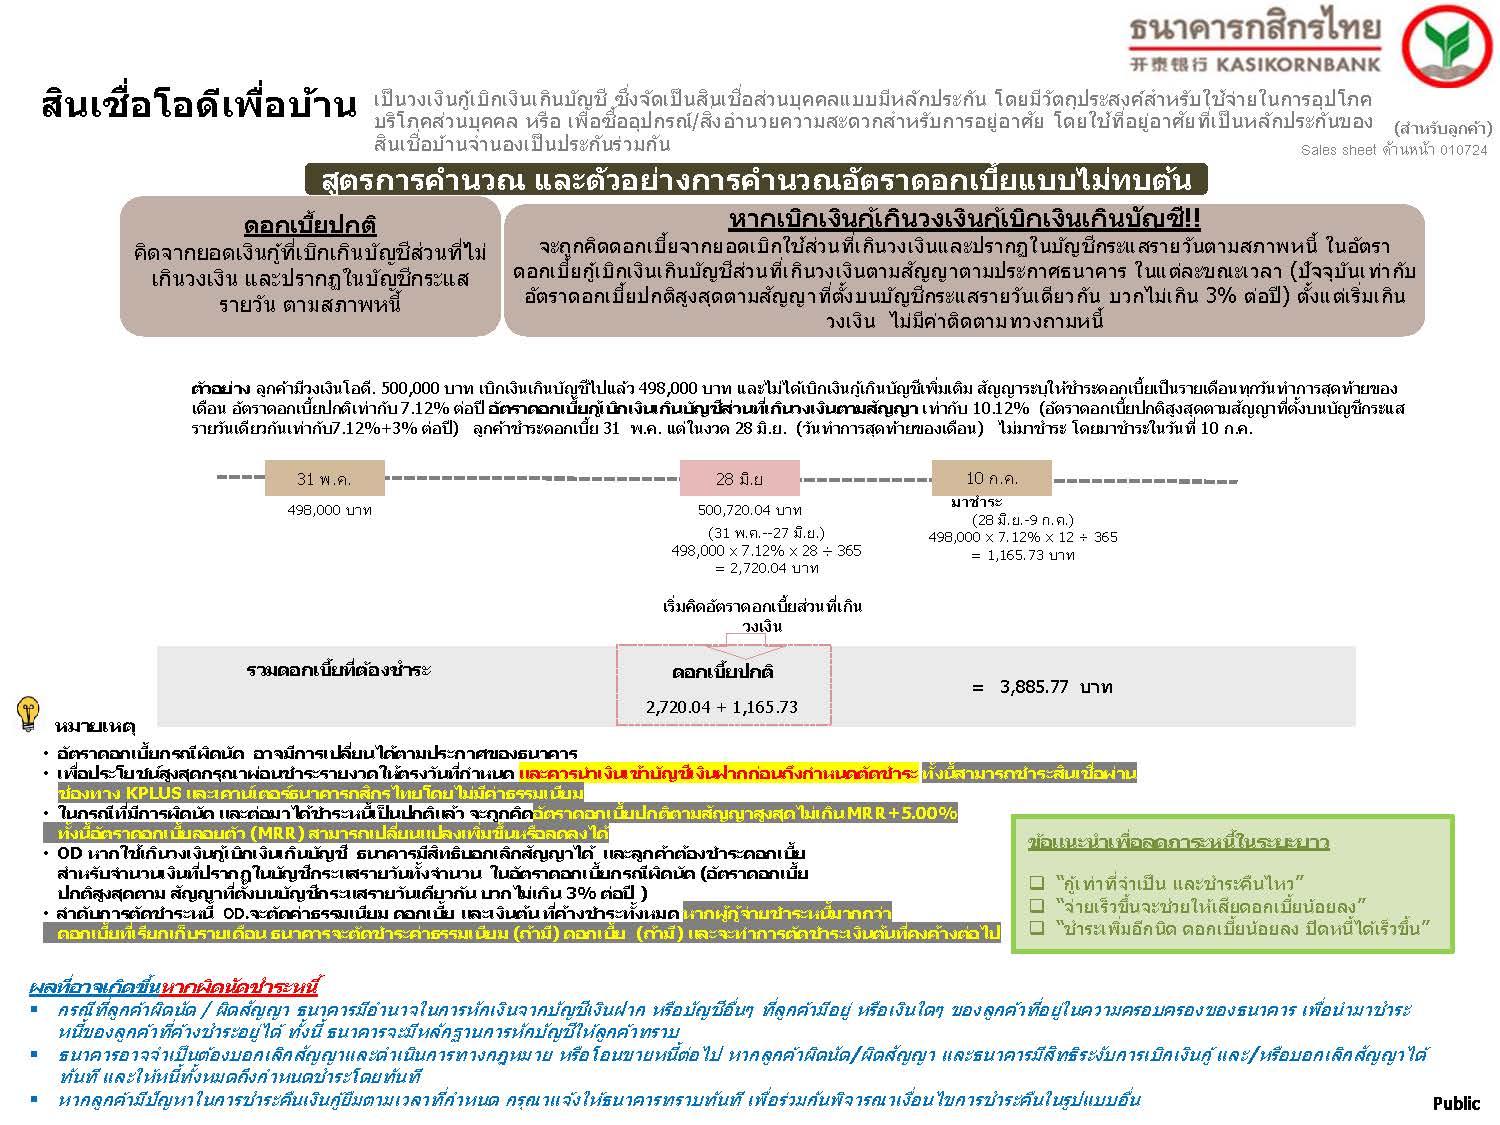 ธนาคารกสิกรไทย
开泰银行 KASIKORNBANK
สินเชื่อโอดีเพื่อบ้าน
เป็นวงเงินกู้เบิกเงินเกินบัญชี ซึ่งจัดเป็นสินเชื่อส่วนบุคคลแบบมีหลักประกัน โดยมีวัตถุประสงค์สำหรับใช้จ่ายในการอุปโภค
บริโภคส่วนบุคคล หรือ เพื่อซื้ออุปกรณ์/สิ่งอำนวยความสะดวกสำหรับการอยู่อาศัย โดยใช้ที่อยู่อาศัยที่เป็นหลักประกันของ
สินเชื่อบ้านจำนองเป็นประกันร่วมกัน
(สำหรับลูกค้า)
Sales sheet ด้านหน้า 010724
สูตรการคำนวณ และตัวอย่างการคำนวณอัตราดอกเบี้ยแบบไม่ทบต้น
ดอกเบี้ยปกติ
คิดจากยอดเงินกู้ที่เบิกเกินบัญชีส่วนที่ไม่
เกินวงเงิน และปรากฏในบัญชีกระแส
รายวัน ตามสภาพหนี้
หากเบิกเงินกู้เกินวงเงินกู้เบิกเงินเกินบัญชี!!
จะถูกคิดดอกเบี้ยจากยอดเบิกใช้ส่วนที่เกินวงเงินและปรากฏในบัญชีกระแสรายวันตามสภาพหนี้ ในอัตรา
ดอกเบี้ยกู้เบิกเงินเกินบัญชีส่วนที่เกินวงเงินตามสัญญาตามประกาศธนาคาร ในแต่ละขณะเวลา (ปัจจุบันเท่ากับ
อัตราดอกเบี้ยปกติสูงสุดตามสัญญาที่ตั้งบนบัญชีกระแสรายวันเดียวกัน บวกไม่เกิน 3% ต่อปี) ตั้งแต่เริ่มเกิน
วงเงิน ไม่มีค่าติดตามทวงถามหนี้
ตัวอย่าง ลูกค้ามีวงเงินโอดี. 500,000 บาท เบิกเงินเกินบัญชีไปแล้ว 498,000 บาท และไม่ได้เบิกเงินกู้เกินบัญชีเพิ่มเติม สัญญาระบุให้ชำระดอกเบี้ยเป็นรายเดือนทุกวันทำการสุดท้ายของ
เดือน อัตราดอกเบี้ยปกติเท่ากับ 7.12% ต่อปี อัตราดอกเบี้ยกู้เบิกเงินเกินบัญชีส่วนที่เกินวงเงินตามสัญญา เท่ากับ 10.12% (อัตราดอกเบี้ยปกติสูงสุดตามสัญญาที่ตั้งบนบัญชีกระแส
รายวันเดียวกันเท่ากับ7.12%+3% ต่อปี) ลูกค้าชำระดอกเบี้ย 31 พ.ค. แต่ในงวด 28 มิ.ย. (วันทำการสุดท้ายของเดือน) ไม่มาชำระ โดยมาชำระในวันที่ 10 ก.ค.
31 พ.ค.
28 มิ.ย
10 ก.ค.
498,000 บาท
500,720.04 บาท
(31 พ.ค.--27 มิ.ย.)
498,000 x 7.12% x 28 ÷ 365
= 2,720.04 บาท
มาชำระ
(28 มิ.ย.-9 ก.ค.)
498,000 x 7.12% x 12 ÷ 365
= 1,165.73 บาท
เริ่มคิดอัตราดอกเบี้ยส่วนที่เกิน
วงเงิน
รวมดอกเบี้ยที่ต้องชำระ
ดอกเบี้ยปกติ
2,720.04 + 1,165.73
= 3,885.77 บาท
หมายเหตุ
• อัตราดอกเบี้ยกรณีผิดนัด อาจมีการเปลี่ยนได้ตามประกาศของธนาคาร
• เพื่อประโยชน์สูงสุดกรุณาผ่อนชำระรายงวดให้ตรงวันที่กำหนด และควรนำเงินเข้าบัญชีเงินฝากก่อนถึงกำหนดตัดชำระ ทั้งนี้สามารถชำระสินเชื่อผ่าน
ช่องทาง KPLUS และเคาน์เตอร์ธนาคารกสิกรไทยโดยไม่มีค่าธรรมเนียม
• ในกรณีที่มีการผิดนัด และต่อมาได้ชำระหนี้เป็นปกติแล้ว จะถูกคิดอัตราดอกเบี้ยปกติตามสัญญาสูงสุดไม่เกิน MRR+5.00%
ทั้งนี้อัตราดอกเบี้ยลอยตัว (MRR) สามารถเปลี่ยนแปลงเพิ่มขึ้นหรือลดลงได้
• OD หากใช้เกินวงเงินกู้เบิกเงินเกินบัญชี ธนาคารมีสิทธิบอกเลิกสัญญาได้ และลูกค้าต้องชำระดอกเบี้ย
สำหรับจำนวนเงินที่ปรากฏในบัญชีกระแสรายวันทั้งจำนวน ในอัตราดอกเบี้ยกรณีผิดนัด (อัตราดอกเบี้ย
ปกติสูงสุดตาม สัญญาที่ตั้งบนบัญชีกระแสรายวันเดียวกัน บวกไม่เกิน 3% ต่อปี )
• ลำดับการตัดชำระหนี้ OD.จะตัดค่าธรรมเนียม ดอกเบี้ย และเงินต้น ที่ค้างชำระทั้งหมด หากผู้กู้จ่ายชำระหนี้มากกว่า
ดอกเบี้ยที่เรียกเก็บรายเดือน ธนาคารจะตัดชำระค่าธรรมเนียม (ถ้ามี) ดอกเบี้ย (ถ้ามี) และจะทำการตัดชำระเงินต้นที่คงค้างต่อไป
ข้อแนะนำเพื่อลดภาระหนี้ในระยะยาว
❑ “กู้เท่าที่จำเป็น และชำระคืนไหว”
❑ “จ่ายเร็วขึ้นจะช่วยให้เสียดอกเบี้ยน้อยลง”
❑ “ชำระเพิ่มอีกนิด ดอกเบี้ยน้อยลง ปิดหนี้ได้เร็วขึ้น”
ผลที่อาจเกิดขึ้นหากผิดนัดชำระหนี้
▪ กรณีที่ลูกค้าผิดนัด / ผิดสัญญา ธนาคารมีอำนาจในการหักเงินจากบัญชีเงินฝาก หรือบัญชีอื่นๆ ที่ลูกค้ามีอยู่ หรือเงินใดๆ ของลูกค้าที่อยู่ในความครอบครองของธนาคาร เพื่อนำมาชำระ
หนี้ของลูกค้าที่ค้างชำระอยู่ได้ ทั้งนี้ ธนาคารจะมีหลักฐานการหักบัญชีให้ลูกค้าทราบ
▪ ธนาคารอาจจำเป็นต้องบอกเลิกสัญญาและดำเนินการทางกฎหมาย หรือโอนขายหนี้ต่อไป หากลูกค้าผิดนัด/ผิดสัญญา และธนาคารมีสิทธิระงับการเบิกเงินกู้ และ/หรือบอกเลิกสัญญาได้
ทันที และให้หนี้ทั้งหมดถึงกำหนดชำระโดยทันที
▪ หากลูกค้ามีปัญหาในการชำระคืนเงินกู้ยืมตามเวลาที่กำหนด กรุณาแจ้งให้ธนาคารทราบทันที เพื่อร่วมกันพิจารณาเงื่อนไขการชำระคืนในรูปแบบอื่น
Public